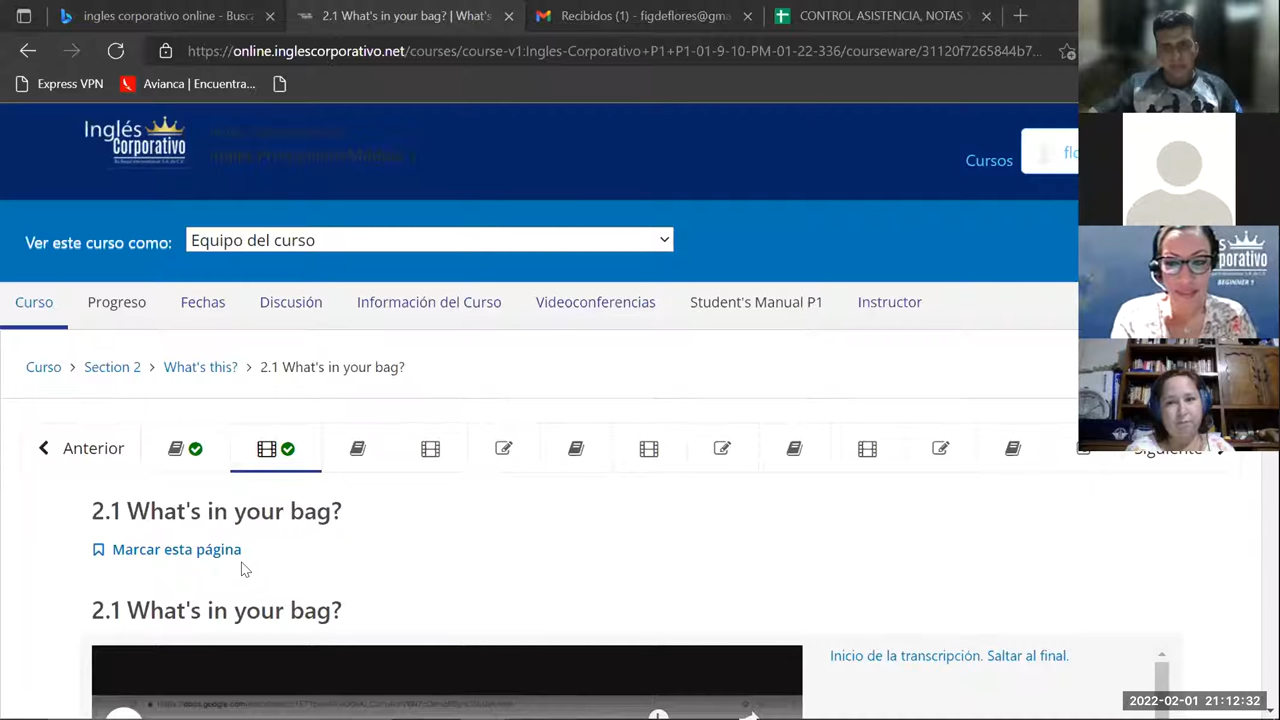 ingles corporativo online - Busca
2.1 What's in your bag? | What's
Recibidos (1) - figdeflores@gma
CONTROL ASISTENCIA, NOTAS
https://online.inglescorporativo.net/courses/course-v1:Ingles-Corporativo+P1+P1-01-9-10-PM-01-22-336/courseware/31120f7265844b7...
Express VPN
Avianca | Encuentra...
Inglés
Corporativo
Cursos
flo
Ver este curso como:
Equipo del curso
Curso
Progreso
Fechas
Discusión
Información del Curso
Videoconferencias
Student's Manual P1
Instructor
Curso > Section 2 > What's this? > 2.1 What's in your bag?
Anterior
Siguiente
2.1 What's in your bag?
Marcar esta página
2.1 What's in your bag?
Inicio de la transcripción. Saltar al final.
s
porativo
BEGINNER 1
2022-02-01 21:12:32